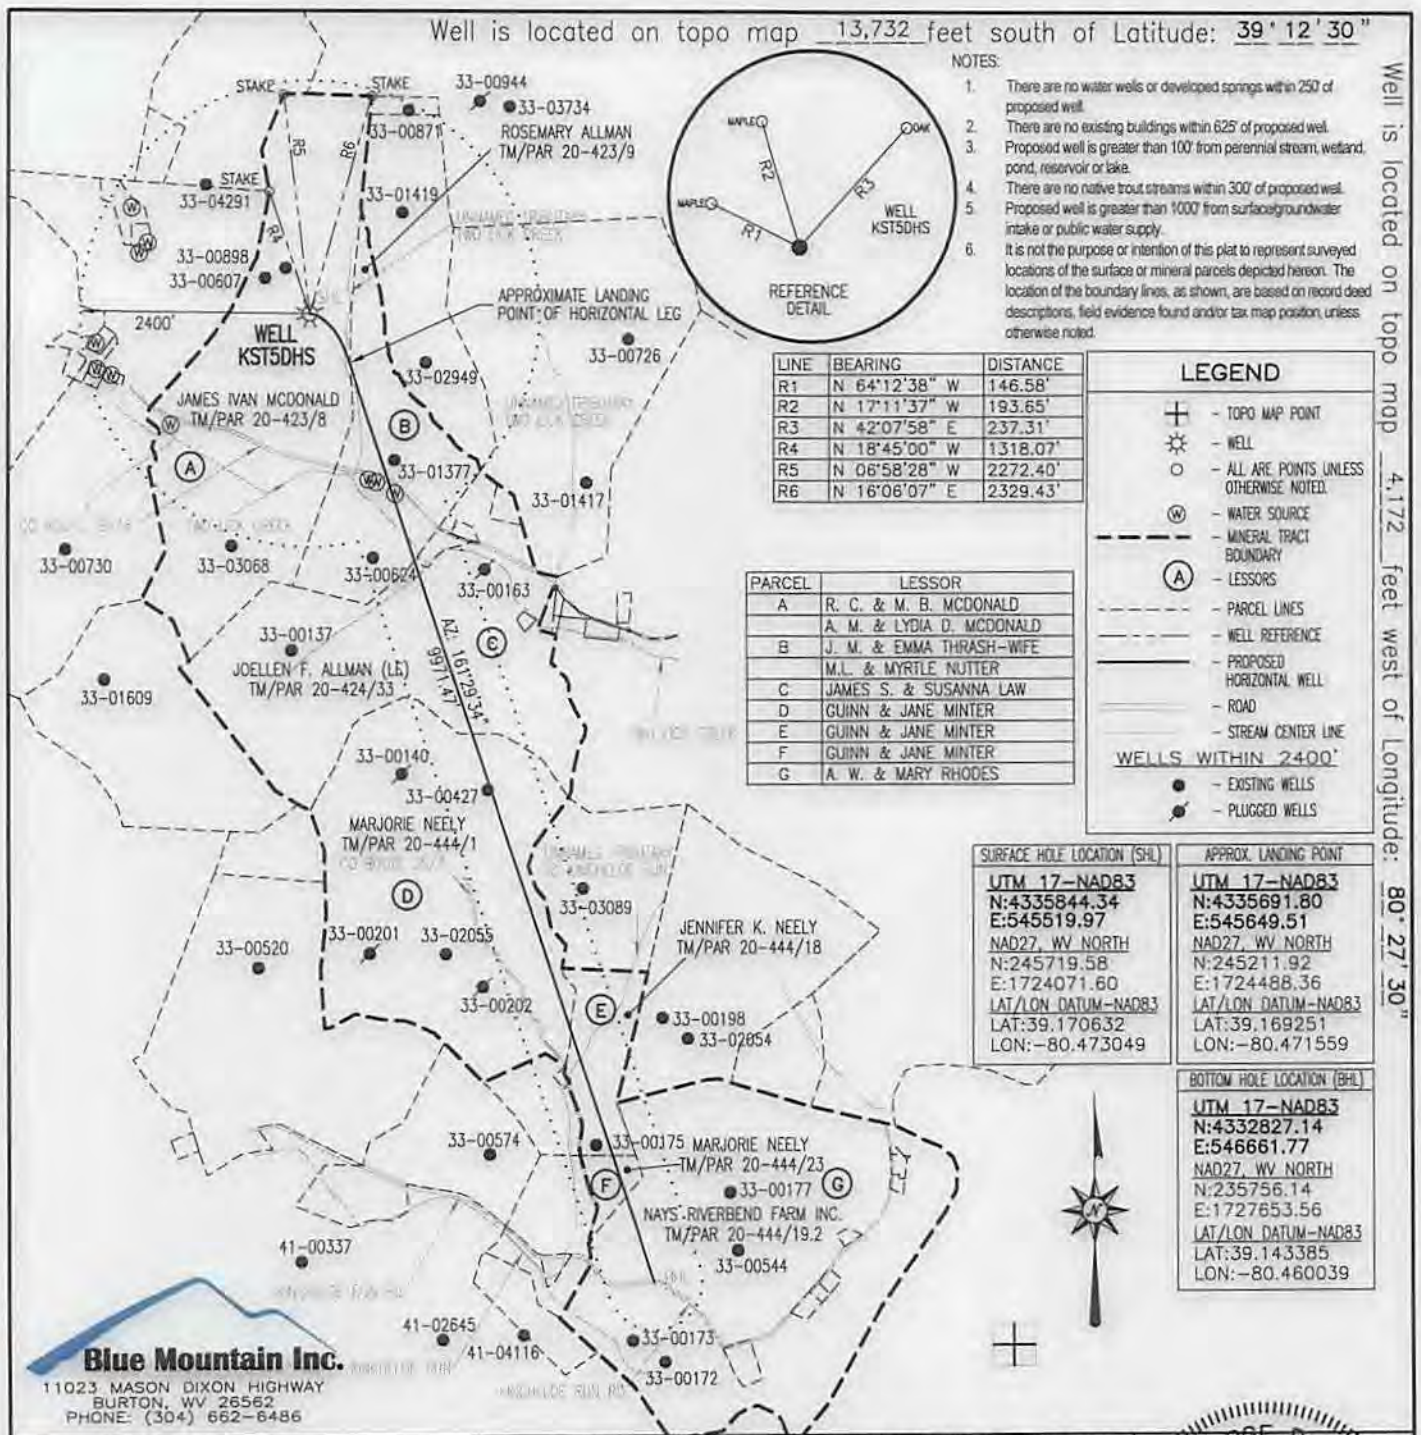 Well is located on topo map 13,732 feet south of Latitude: 39° 12' 30"
Well is located on topo map 4,172 feet west of Longitude: 80° 27' 30"
NOTES:
1. There are no water wells or developed springs within 250' of
proposed well.
2. There are no existing buildings within 625' of proposed well.
3. Proposed well is greater than 100' from perennial stream, wetland,
pond, reservoir or lake.
4. There are no native trout streams within 300' of proposed well.
5. Proposed well is greater than 1000' from surface/groundwater
intake or public water supply.
6. It is not the purpose or intention of this plat to represent surveyed
locations of the surface or mineral parcels depicted hereon. The
location of the boundary lines, as shown, are based on record deed
descriptions, field evidence found and/or tax map position, unless
otherwise noted.
MAPLE
OAK
R2
R3
MAPLE
R1
WELL
KST5DHS
REFERENCE
DETAIL
STAKE
STAKE
33-00944
33-03734
33-00871
ROSEMARY ALLMAN
TM/PAR 20-423/9
R5
R6
STAKE
33-04291
33-01419
UNNAMED TRIBUTARY
TWO LICK CREEK
R4
W
W
W
33-00898
33-00607
SHL
APPROXIMATE LANDING
POINT OF HORIZONTAL LEG
2400'
WELL
KST5DHS
33-00726
33-02949
W
W
W
JAMES IVAN MCDONALD
TM/PAR 20-423/8
W
B
UNNAMED TRIBUTARY
TWO LICK CREEK
A
33-01377
W
W
W
33-01417
TWO LICK CREEK
33-00730
33-03068
33-00624
33-00163
33-00137
JOELLEN F. ALLMAN (LE)
TM/PAR 20-424/33
C
AZ: 161°29'34"
9971.47'
33-01609
33-00140
33-00427
MARJORIE NEELY
TM/PAR 20-444/1
D
33-03089
33-00520
33-00201
33-02055
33-00202
JENNIFER K. NEELY
TM/PAR 20-444/18
E
33-00198
33-02054
33-00574
33-00175
MARJORIE NEELY
TM/PAR 20-444/23
F
33-00177
G
NAYS RIVERBEND FARM INC.
TM/PAR 20-444/19.2
33-00544
BHL
41-00337
41-02645
41-04116
33-00173
33-00172
LINE BEARING DISTANCE
R1 N 64°12'38" W 146.58'
R2 N 17°11'37" W 193.65'
R3 N 42°07'58" E 237.31'
R4 N 18°45'00" W 1318.07'
R5 N 06°58'28" W 2272.40'
R6 N 16°06'07" E 2329.43'
PARCEL LESSOR
A R. C. & M. B. MCDONALD
A. M. & LYDIA D. MCDONALD
B J. M. & EMMA THRASH-WIFE
M.L. & MYRTLE NUTTER
C JAMES S. & SUSANNA LAW
D GUINN & JANE MINTER
E GUINN & JANE MINTER
F GUINN & JANE MINTER
G A. W. & MARY RHODES
LEGEND
- TOPO MAP POINT
- WELL
- ALL ARE POINTS UNLESS
OTHERWISE NOTED.
W - WATER SOURCE
- MINERAL TRACT
BOUNDARY
A - LESSORS
- PARCEL LINES
- WELL REFERENCE
- PROPOSED
HORIZONTAL WELL
- ROAD
- STREAM CENTER LINE
WELLS WITHIN 2400'
- EXISTING WELLS
- PLUGGED WELLS
SURFACE HOLE LOCATION (SHL)
UTM 17-NAD83
N:4335844.34
E:545519.97
NAD27, WV NORTH
N:245719.58
E:1724071.60
LAT/LON DATUM-NAD83
LAT:39.170632
LON:-80.473049
APPROX. LANDING POINT
UTM 17-NAD83
N:4335691.80
E:545649.51
NAD27, WV NORTH
N:245211.92
E:1724488.36
LAT/LON DATUM-NAD83
LAT:39.169251
LON:-80.471559
BOTTOM HOLE LOCATION (BHL)
UTM 17-NAD83
N:4332827.14
E:546661.77
NAD27, WV NORTH
N:235756.14
E:1727653.56
LAT/LON DATUM-NAD83
LAT:39.143385
LON:-80.460039
N
Blue Mountain Inc.
11023 MASON DIXON HIGHWAY
BURTON, WV 26562
PHONE: (304) 662-6486